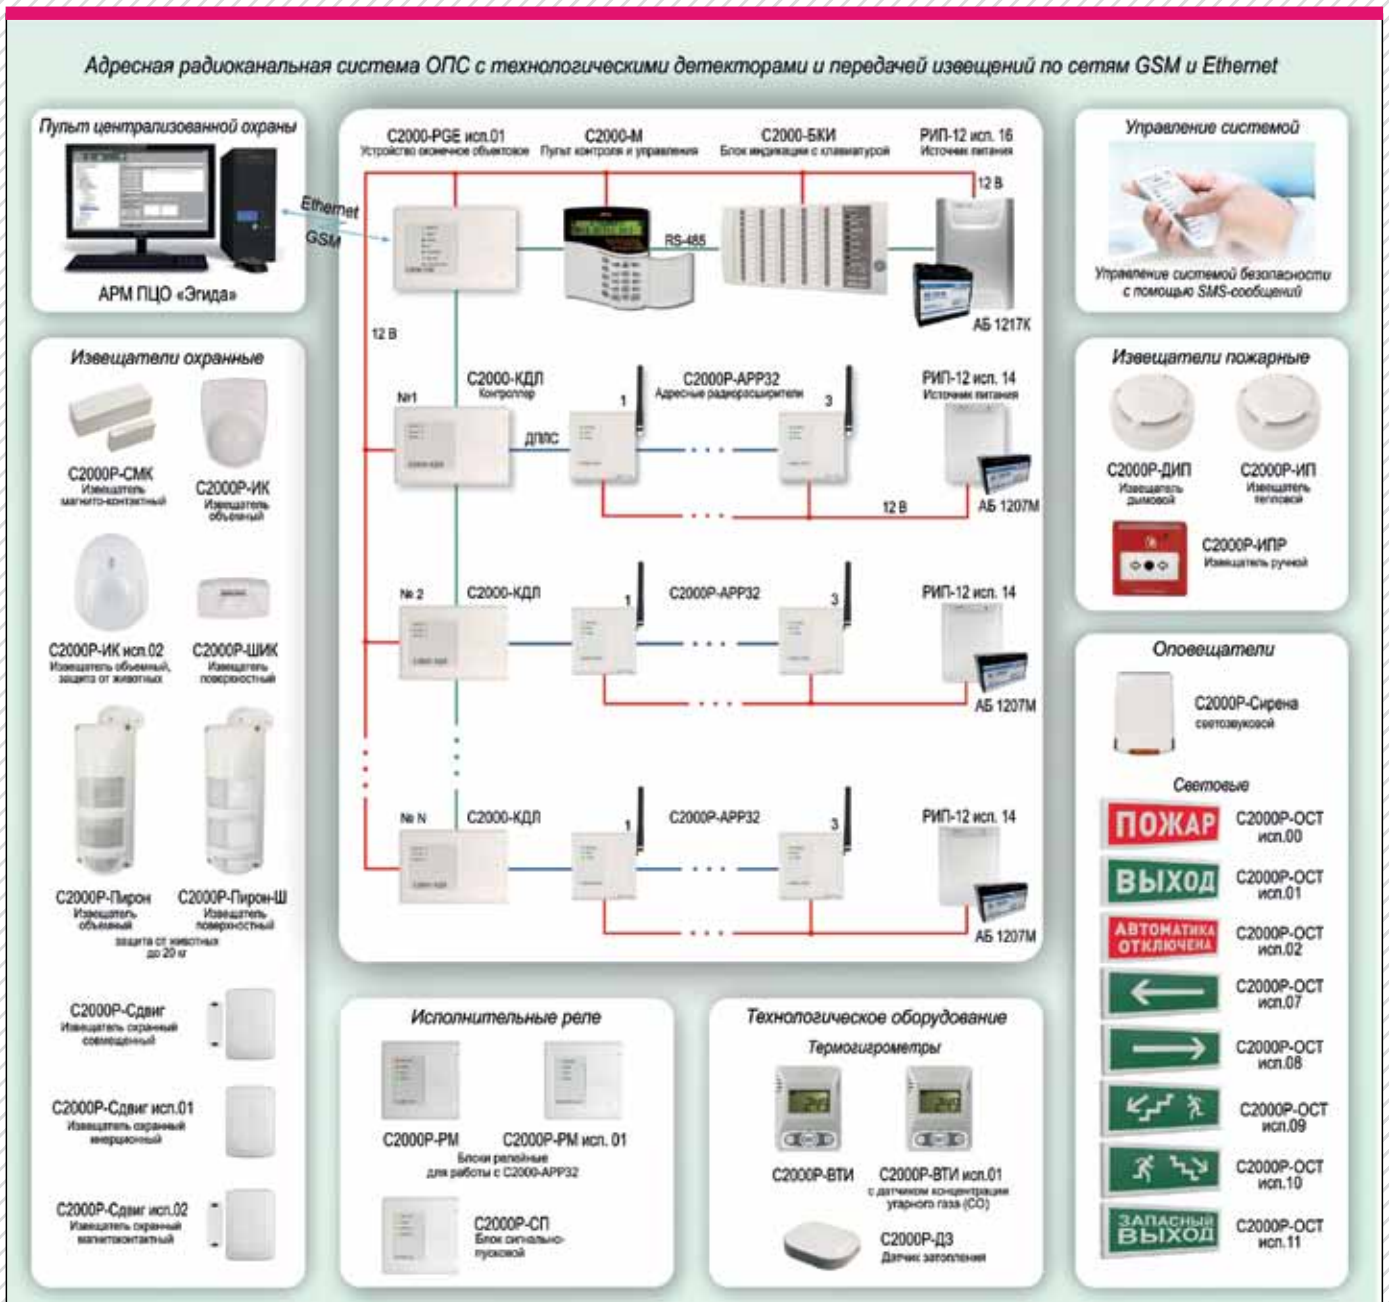 Адресная радиоканальная система ОПС с технологическими детекторами и передачей извещений по сетям GSM и Ethernet
Пульт централизованной охраны
Ethernet
GSM
АРМ ПЦО «Эгида»
С2000-PGE исп.01
Устройство оконечное объектовое
С2000-М
Пульт контроля и управления
С2000-БКИ
Блок индикации с клавиатурой
РИП-12 исп. 16
Источник питания
12 В
RS-485
АБ 1217К
12 В
№1
С2000-КДЛ
Контроллер
ДПЛС
1
С2000Р-АРР32
Адресные радиорасширители
3
РИП-12 исп. 14
Источник питания
12 В
АБ 1207М
№ 2
С2000-КДЛ
1
С2000Р-АРР32
3
РИП-12 исп. 14
АБ 1207М
№ N
С2000-КДЛ
1
С2000Р-АРР32
3
РИП-12 исп. 14
АБ 1207М
Управление системой
Управление системой безопасности
с помощью SMS-сообщений
Извещатели охранные
С2000Р-СМК
Извещатель
магнито-контактный
С2000Р-ИК
Извещатель
объемный
С2000Р-ИК исп.02
Извещатель объемный,
защита от животных
С2000Р-ШИК
Извещатель
поверхностный
С2000Р-Пирон
Извещатель
объемный
С2000Р-Пирон-Ш
Извещатель
поверхностный
защита от животных
до 20 кг
С2000Р-Сдвиг
Извещатель охранный
совмещенный
С2000Р-Сдвиг исп.01
Извещатель охранный
инерционный
С2000Р-Сдвиг исп.02
Извещатель охранный
магнитоконтактный
Исполнительные реле
С2000Р-РМ
С2000Р-РМ исп. 01
Блоки релейные
для работы с С2000-АРР32
С2000Р-СП
Блок сигнально-
пусковой
Технологическое оборудование
Термогигрометры
С2000Р-ВТИ
С2000Р-ВТИ исп.01
с датчиком концентрации
угарного газа (CO)
С2000Р-ДЗ
Датчик затопления
Извещатели пожарные
С2000Р-ДИП
Извещатель
дымовой
С2000Р-ИП
Извещатель
тепловой
С2000Р-ИПР
Извещатель ручной
Оповещатели
С2000Р-Сирена
светозвуковой
Световые
ПОЖАР
С2000Р-ОСТ
исп.00
ВЫХОД
С2000Р-ОСТ
исп.01
АВТОМАТИКА
ОТКЛЮЧЕНА
С2000Р-ОСТ
исп.02
С2000Р-ОСТ
исп.07
С2000Р-ОСТ
исп.08
С2000Р-ОСТ
исп.09
С2000Р-ОСТ
исп.10
ЗАПАСНЫЙ
ВЫХОД
С2000Р-ОСТ
исп.11